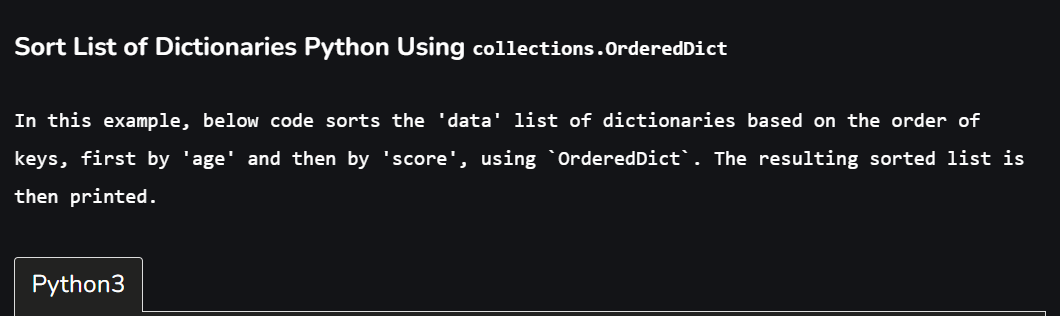 Sort List of Dictionaries Python Using collections.OrderedDict
In this example, below code sorts the 'data' list of dictionaries based on the order of
keys, first by 'age' and then by 'score', using `OrderedDict`. The resulting sorted list is
then printed.
Python3